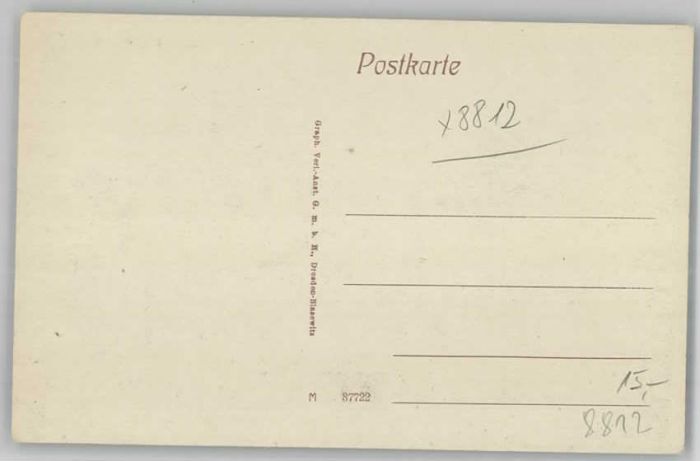 Postkarte
x8812
Graph. Verl.-Anst. G. m. b. H., Dresden-Blasewitz
M 87722
15,-
8812